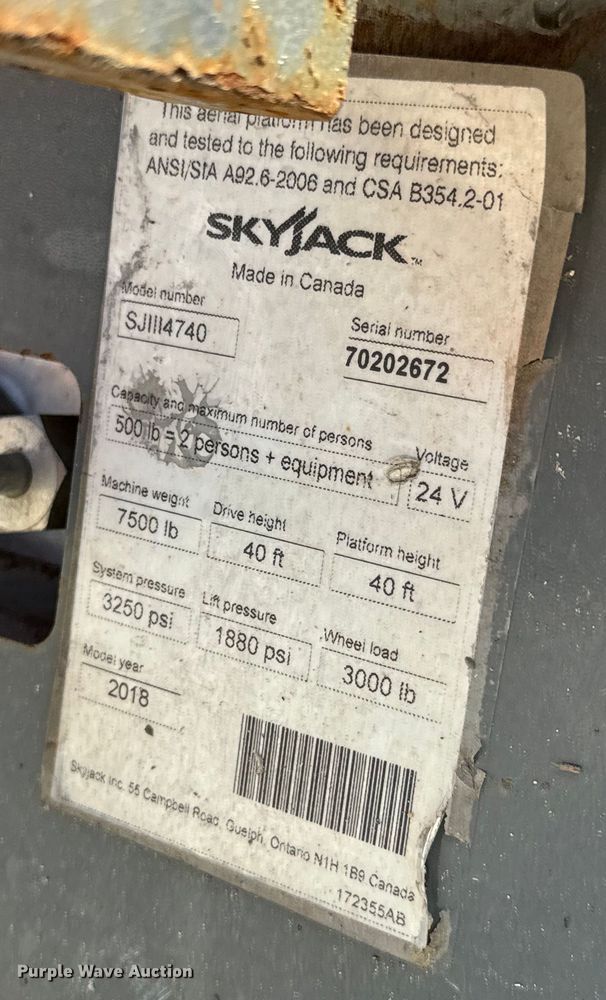 This aerial platform has been designed
and tested to the following requirements:
ANSI/SIA A92.6-2006 and CSA B354.2-01
SKYJACK™
Made in Canada
Model number
SJIII4740
Serial number
70202672
Capacity and maximum number of persons
500 lb = 2 persons + equipment
Voltage
24 V
Machine weight
7500 lb
Drive height
40 ft
Platform height
40 ft
System pressure
3250 psi
Lift pressure
1880 psi
Wheel load
3000 lb
Model year
2018
Skyjack Inc. 55 Campbell Road, Guelph, Ontario N1H 1B9 Canada
172355AB
Purple Wave Auction